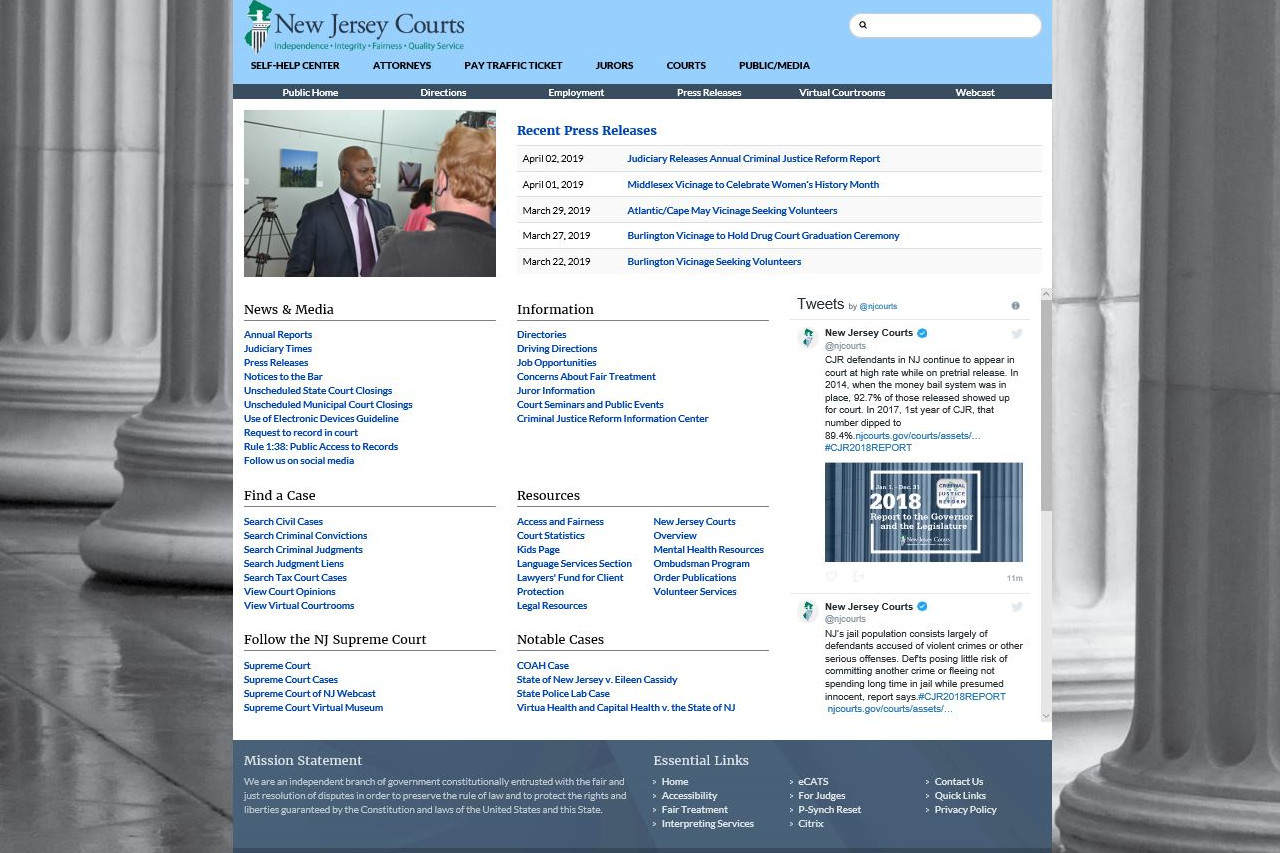 New Jersey Courts
Independence • Integrity • Fairness • Quality Service
SELF-HELP CENTER ATTORNEYS PAY TRAFFIC TICKET JURORS COURTS PUBLIC/MEDIA
Public Home Directions Employment Press Releases Virtual Courtrooms Webcast
Recent Press Releases
April 02, 2019 Judiciary Releases Annual Criminal Justice Reform Report
April 01, 2019 Middlesex Vicinage to Celebrate Women's History Month
March 29, 2019 Atlantic/Cape May Vicinage Seeking Volunteers
March 27, 2019 Burlington Vicinage to Hold Drug Court Graduation Ceremony
March 22, 2019 Burlington Vicinage Seeking Volunteers
News & Media
Annual Reports
Judiciary Times
Press Releases
Notices to the Bar
Unscheduled State Court Closings
Unscheduled Municipal Court Closings
Use of Electronic Devices Guideline
Request to record in court
Rule 1:38: Public Access to Records
Follow us on social media
Information
Directories
Driving Directions
Job Opportunities
Concerns About Fair Treatment
Juror Information
Court Seminars and Public Events
Criminal Justice Reform Information Center
Find a Case
Search Civil Cases
Search Criminal Convictions
Search Criminal Judgments
Search Judgment Liens
Search Tax Court Cases
View Court Opinions
View Virtual Courtrooms
Resources
Access and Fairness
Court Statistics
Kids Page
Language Services Section
Lawyers' Fund for Client
Protection
Legal Resources
New Jersey Courts
Overview
Mental Health Resources
Ombudsman Program
Order Publications
Volunteer Services
Follow the NJ Supreme Court
Supreme Court
Supreme Court Cases
Supreme Court of NJ Webcast
Supreme Court Virtual Museum
Notable Cases
COAH Case
State of New Jersey v. Eileen Cassidy
State Police Lab Case
Virtua Health and Capital Health v. the State of NJ
Tweets by @njcourts
New Jersey Courts
@njcourts
CJR defendants in NJ continue to appear in
court at high rate while on pretrial release. In
2014, when the money bail system was in
place, 92.7% of those released showed up
for court. In 2017, 1st year of CJR, that
number dipped to
89.4%.njcourts.gov/courts/assets/…
#CJR2018REPORT
Jan 1. - Dec. 31
2018
CRIMINAL
JUSTICE
REFORM
Report to the Governor
and the Legislature
New Jersey Courts
11m
New Jersey Courts
@njcourts
NJ's jail population consists largely of
defendants accused of violent crimes or other
serious offenses. Def'ts posing little risk of
committing another crime or fleeing not
spending long time in jail while presumed
innocent, report says.#CJR2018REPORT
njcourts.gov/courts/assets/…
Mission Statement
We are an independent branch of government constitutionally entrusted with the fair and
just resolution of disputes in order to preserve the rule of law and to protect the rights and
liberties guaranteed by the Constitution and laws of the United States and this State.
Essential Links
Home
Accessibility
Fair Treatment
Interpreting Services
eCATS
For Judges
P-Synch Reset
Citrix
Contact Us
Quick Links
Privacy Policy